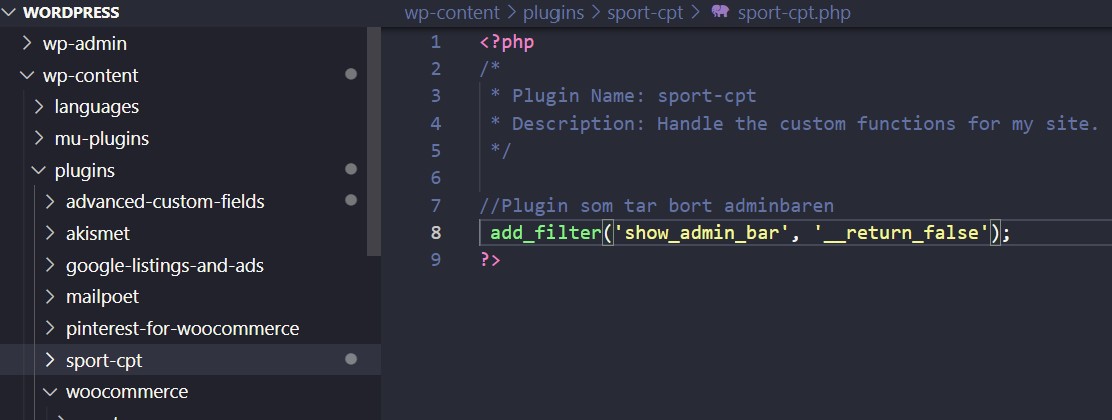 WORDPRESS
wp-admin
wp-content
languages
mu-plugins
plugins
advanced-custom-fields
akismet
google-listings-and-ads
mailpoet
pinterest-for-woocommerce
sport-cpt
woocommerce
wp-content > plugins > sport-cpt > sport-cpt.php
1 <?php
2 /*
3 * Plugin Name: sport-cpt
4 * Description: Handle the custom functions for my site.
5 */
6
7 //Plugin som tar bort adminbaren
8 add_filter('show_admin_bar', '__return_false');
9 ?>